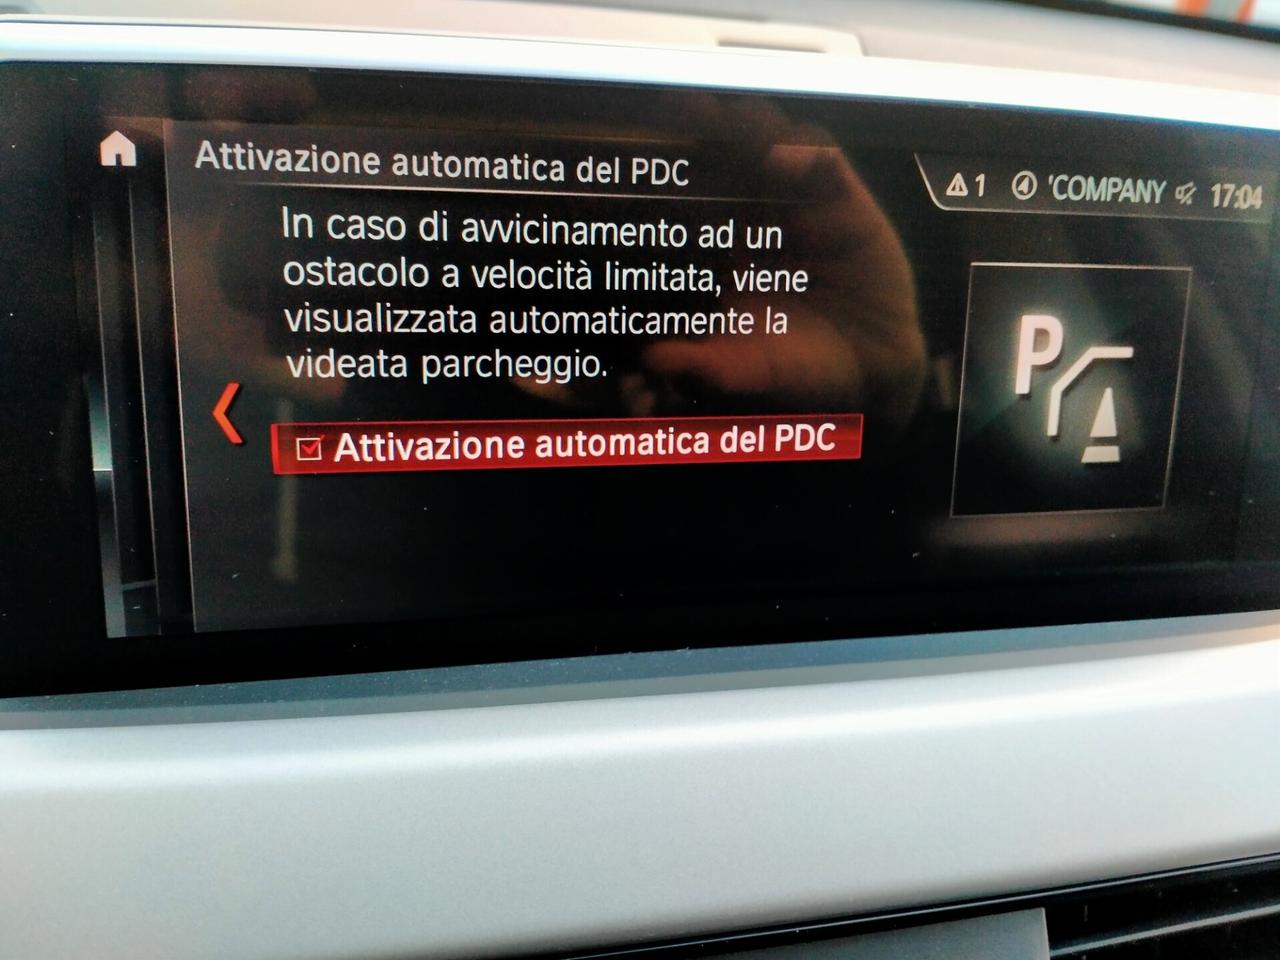 Attivazione automatica del PDC
1 4 'COMPANY 17:04
In caso di avvicinamento ad un
ostacolo a velocità limitata, viene
visualizzata automaticamente la
videata parcheggio.
Attivazione automatica del PDC
P